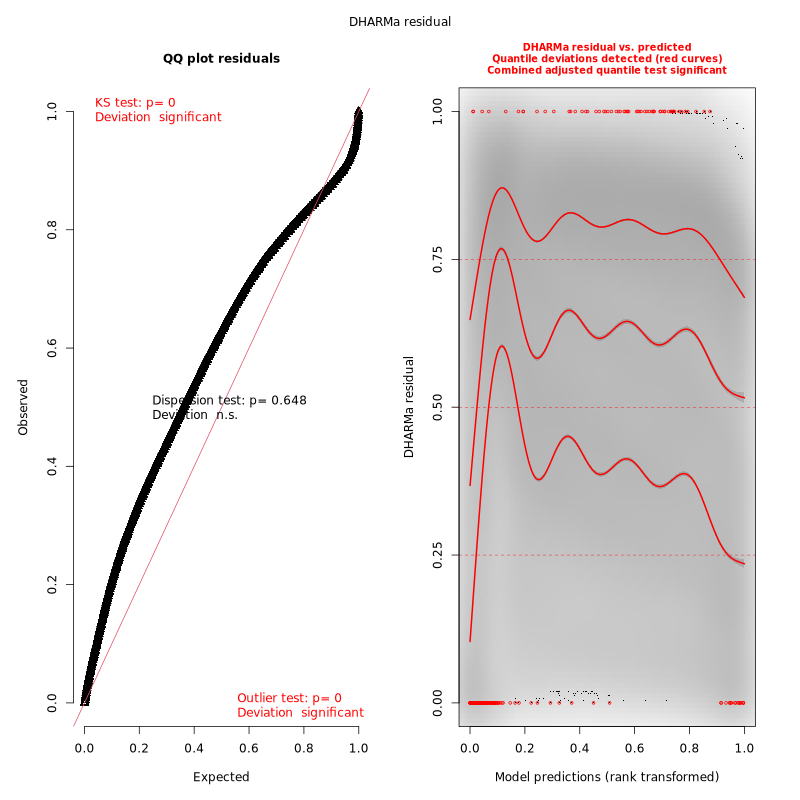 DHARMa residual
QQ plot residuals
KS test: p= 0
Deviation significant
Dispersion test: p= 0.648
Deviation n.s.
Outlier test: p= 0
Deviation significant
Observed
0.0 0.2 0.4 0.6 0.8 1.0
0.0 0.2 0.4 0.6 0.8 1.0
Expected
DHARMa residual vs. predicted
Quantile deviations detected (red curves)
Combined adjusted quantile test significant
DHARMa residual
0.00 0.25 0.50 0.75 1.00
0.0 0.2 0.4 0.6 0.8 1.0
Model predictions (rank transformed)